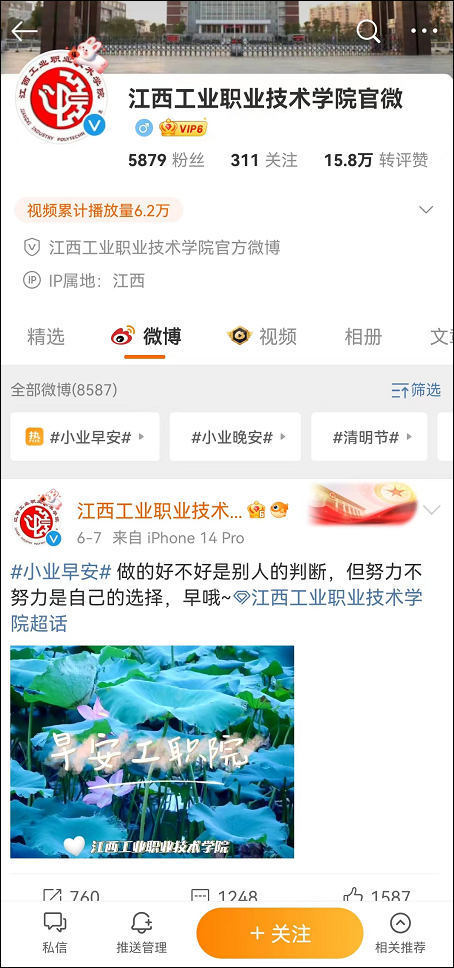 江西工业职业技术学院官微
VIP6
5879 粉丝 311 关注 15.8万 转评赞
视频累计播放量6.2万
江西工业职业技术学院官方微博
IP IP属地：江西
精选 微博 视频 相册 文
全部微博(8587) 筛选
热 #小业早安# #小业晚安# #清明节#
江西工业职业技术...
6-7 来自 iPhone 14 Pro
#小业早安# 做的好不好是别人的判断，但努力不
努力是自己的选择，早哦~江西工业职业技术学
院超话
早安工职院
江西工业职业技术学院
760 1248 1587
私信 推送管理 + 关注 相关推荐